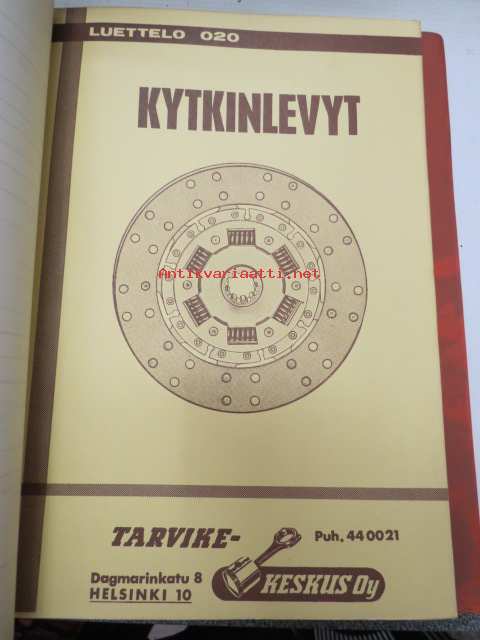 LUETTELO 020
KYTKINLEVYT
Antikvariaatti.net
TARVIKE-
KESKUS Oy
Puh. 44 00 21
Dagmarinkatu 8
HELSINKI 10